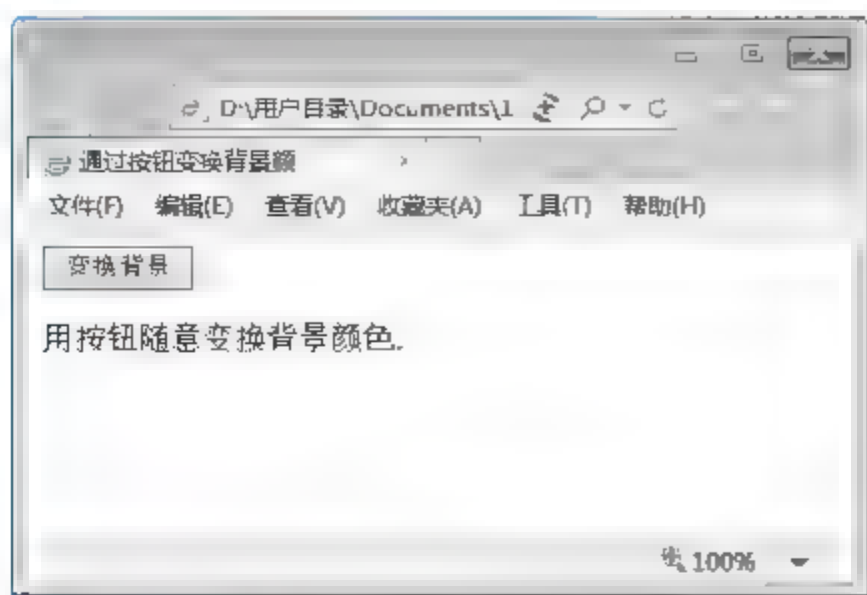 D:\用户目录\Documents\1
通过按钮变换背景颜
文件(F) 编辑(E) 查看(V) 收藏夹(A) 工具(T) 帮助(H)
变换背景
用按钮随意变换背景颜色.
100%